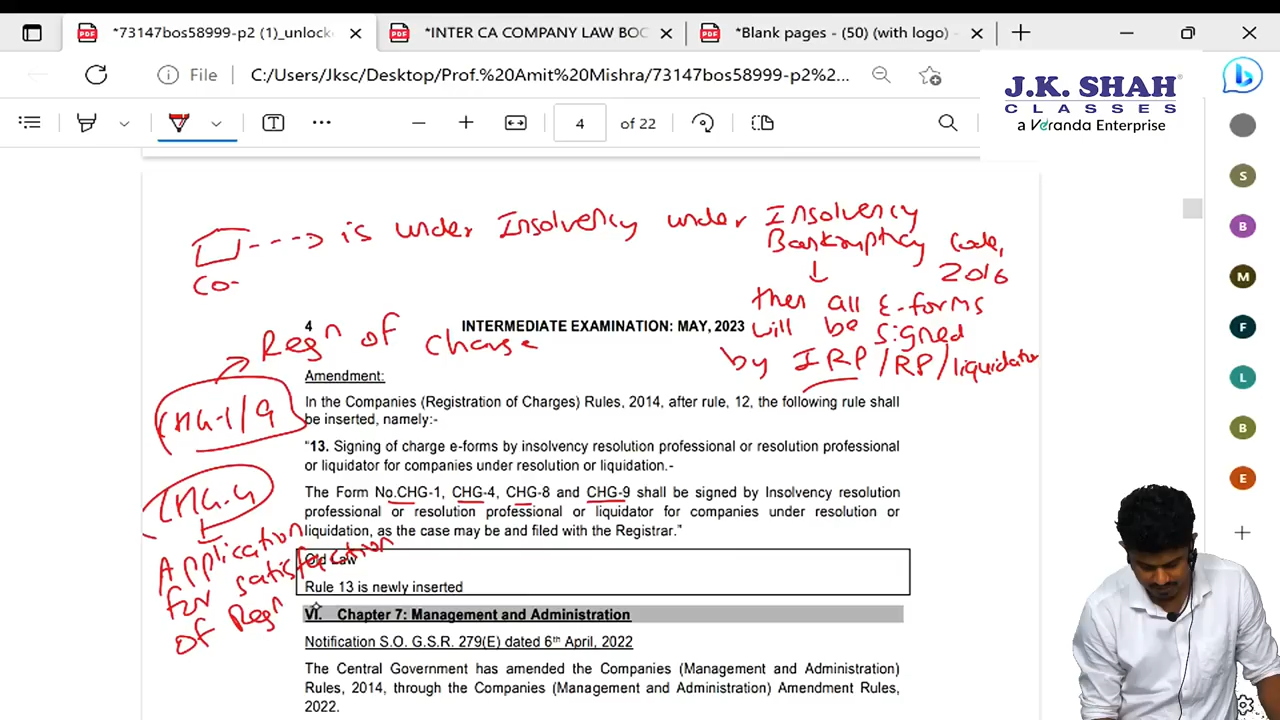 *73147bos58999-p2 (1)_unlock
*INTER CA COMPANY LAW BOC
*Blank pages - (50) (with logo)
File
C:/Users/Jksc/Desktop/Prof.%20Amit%20Mishra/73147bos58999-p2%2...
J.K. SHAH
CLASSES
a Veranda Enterprise
4 of 22
is under Insolvency under Insolvency
Bankruptcy Code,
2016
Co-
then all E-forms
will be signed
by IRP/RP/liquidator
Regn of Charge
4
INTERMEDIATE EXAMINATION: MAY, 2023
Amendment:
In the Companies (Registration of Charges) Rules, 2014, after rule, 12, the following rule shall
be inserted, namely:-
CHG-1/9
"13. Signing of charge e-forms by insolvency resolution professional or resolution professional
or liquidator for companies under resolution or liquidation.-
The Form No.CHG-1, CHG-4, CHG-8 and CHG-9 shall be signed by Insolvency resolution
professional or resolution professional or liquidator for companies under resolution or
liquidation, as the case may be and filed with the Registrar."
CHG-4
Application
for satisfaction
of Regn
Old Law
Rule 13 is newly inserted
VI. Chapter 7: Management and Administration
Notification S.O. G.S.R. 279(E) dated 6th April, 2022
The Central Government has amended the Companies (Management and Administration)
Rules, 2014, through the Companies (Management and Administration) Amendment Rules,
2022.
S
B
M
F
L
B
E